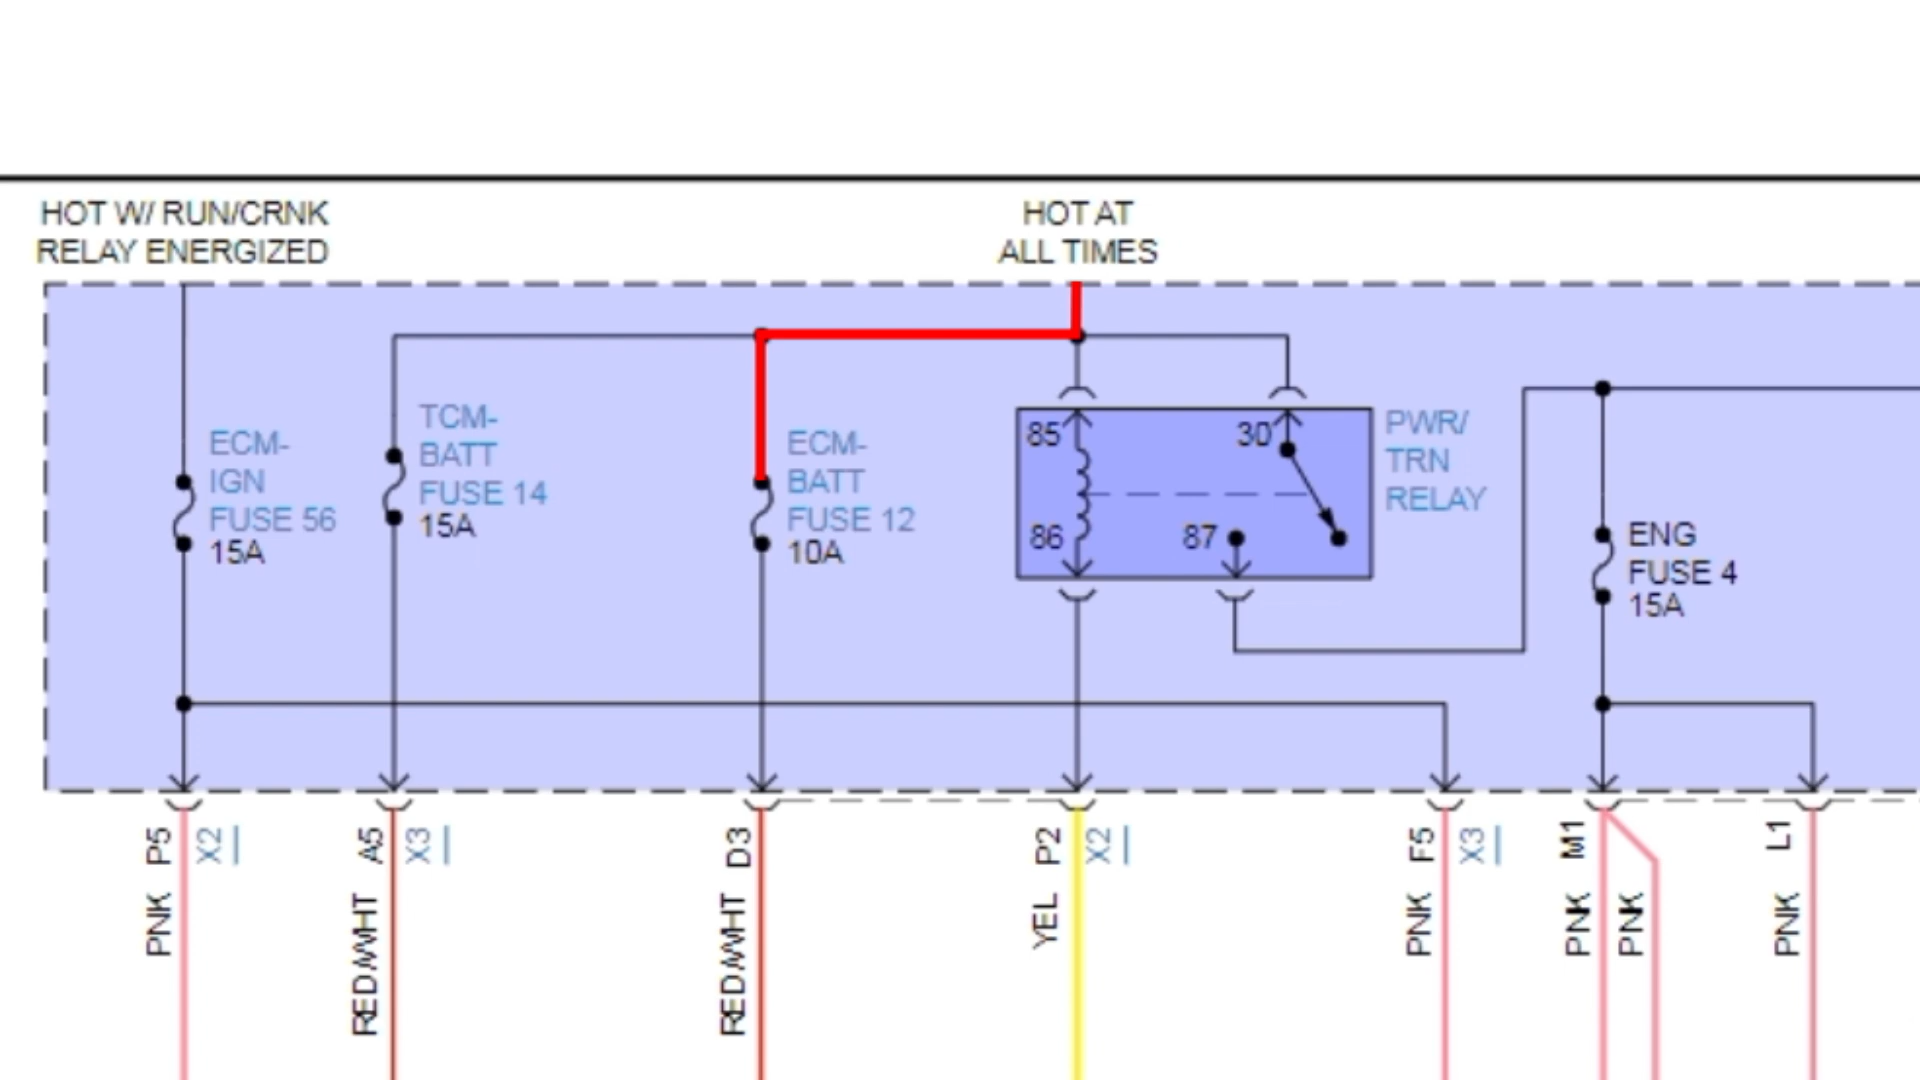 HOT W/ RUN/CRNK
RELAY ENERGIZED
HOT AT
ALL TIMES
ECM-
IGN
FUSE 56
15A
TCM-
BATT
FUSE 14
15A
ECM-
BATT
FUSE 12
10A
85
30
86
87
PWR/
TRN
RELAY
ENG
FUSE 4
15A
P5
X2
A5
X3
D3
P2
X2
F5
X3
M1
L1
PNK
RED/WHT
RED/WHT
YEL
PNK
PNK
PNK
PNK